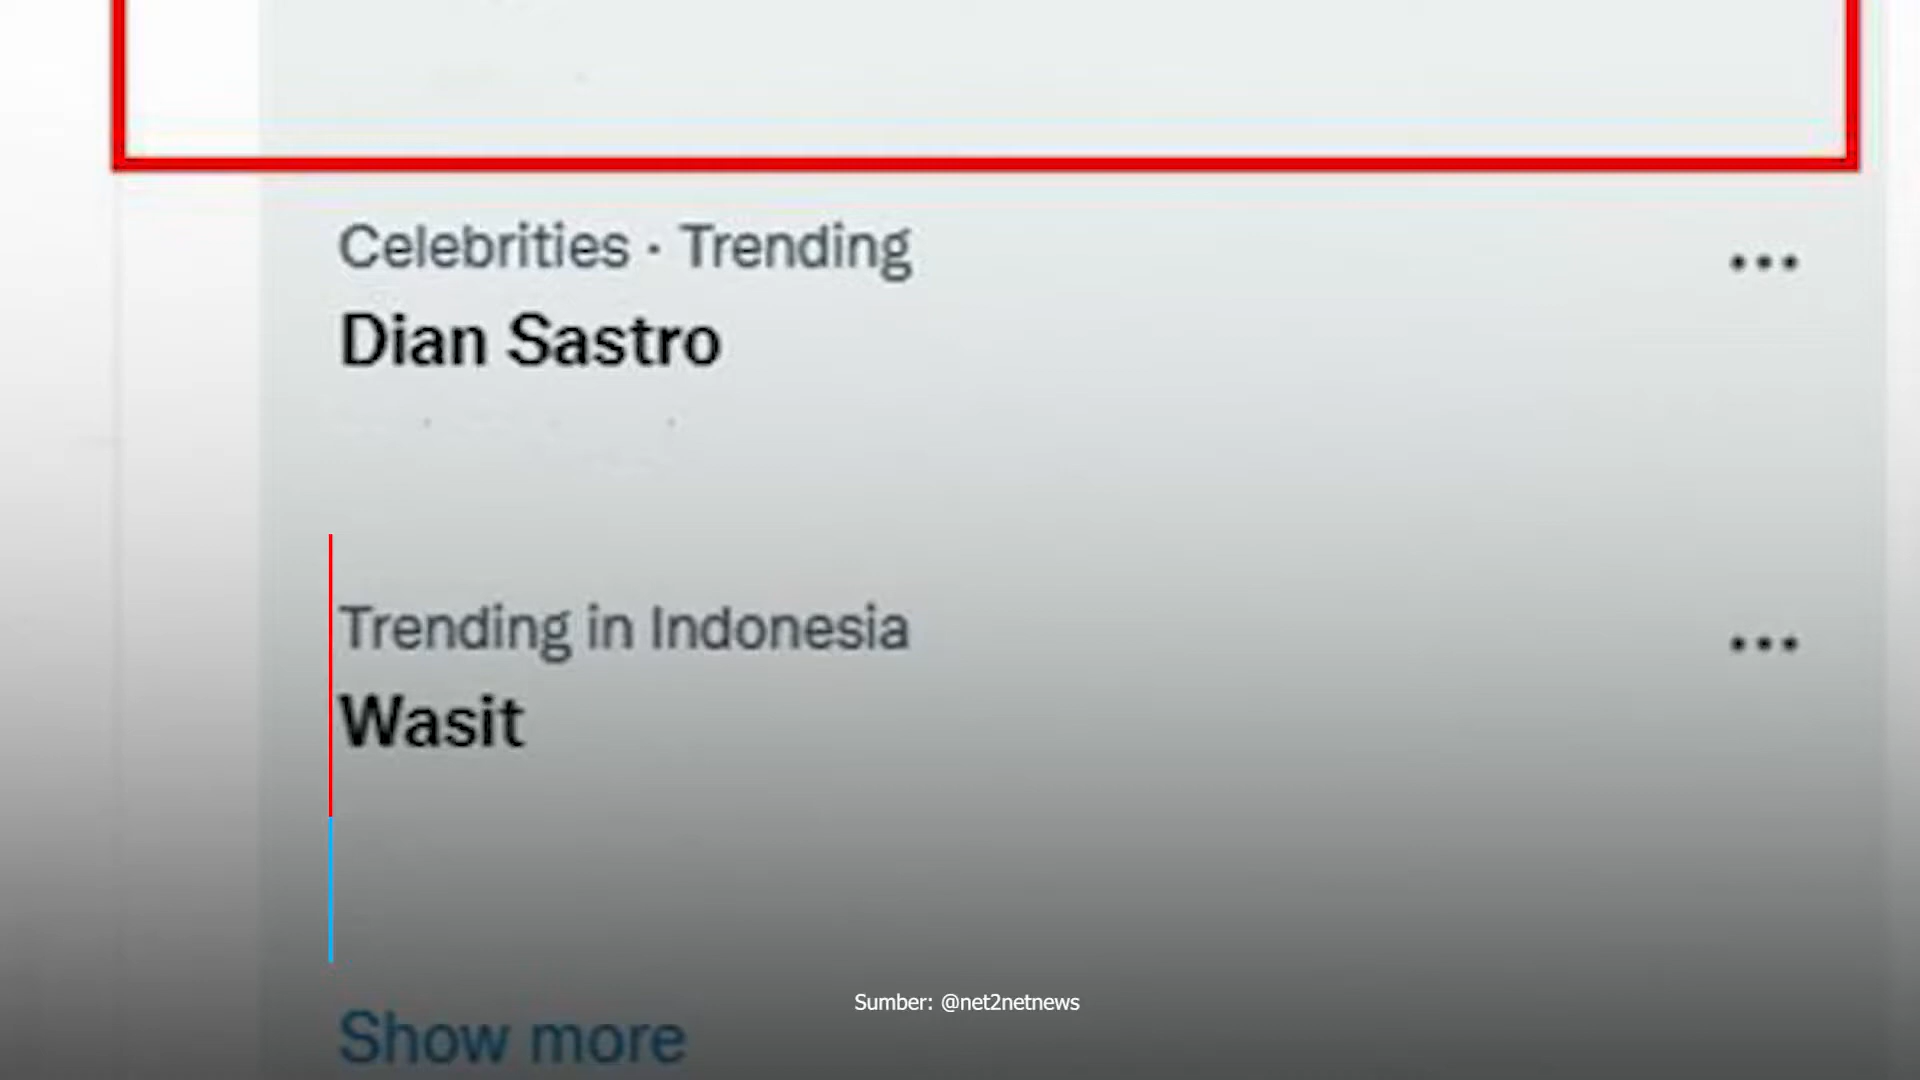 Celebrities · Trending
Dian Sastro
Trending in Indonesia
Wasit
Sumber: @net2netnews
Show more